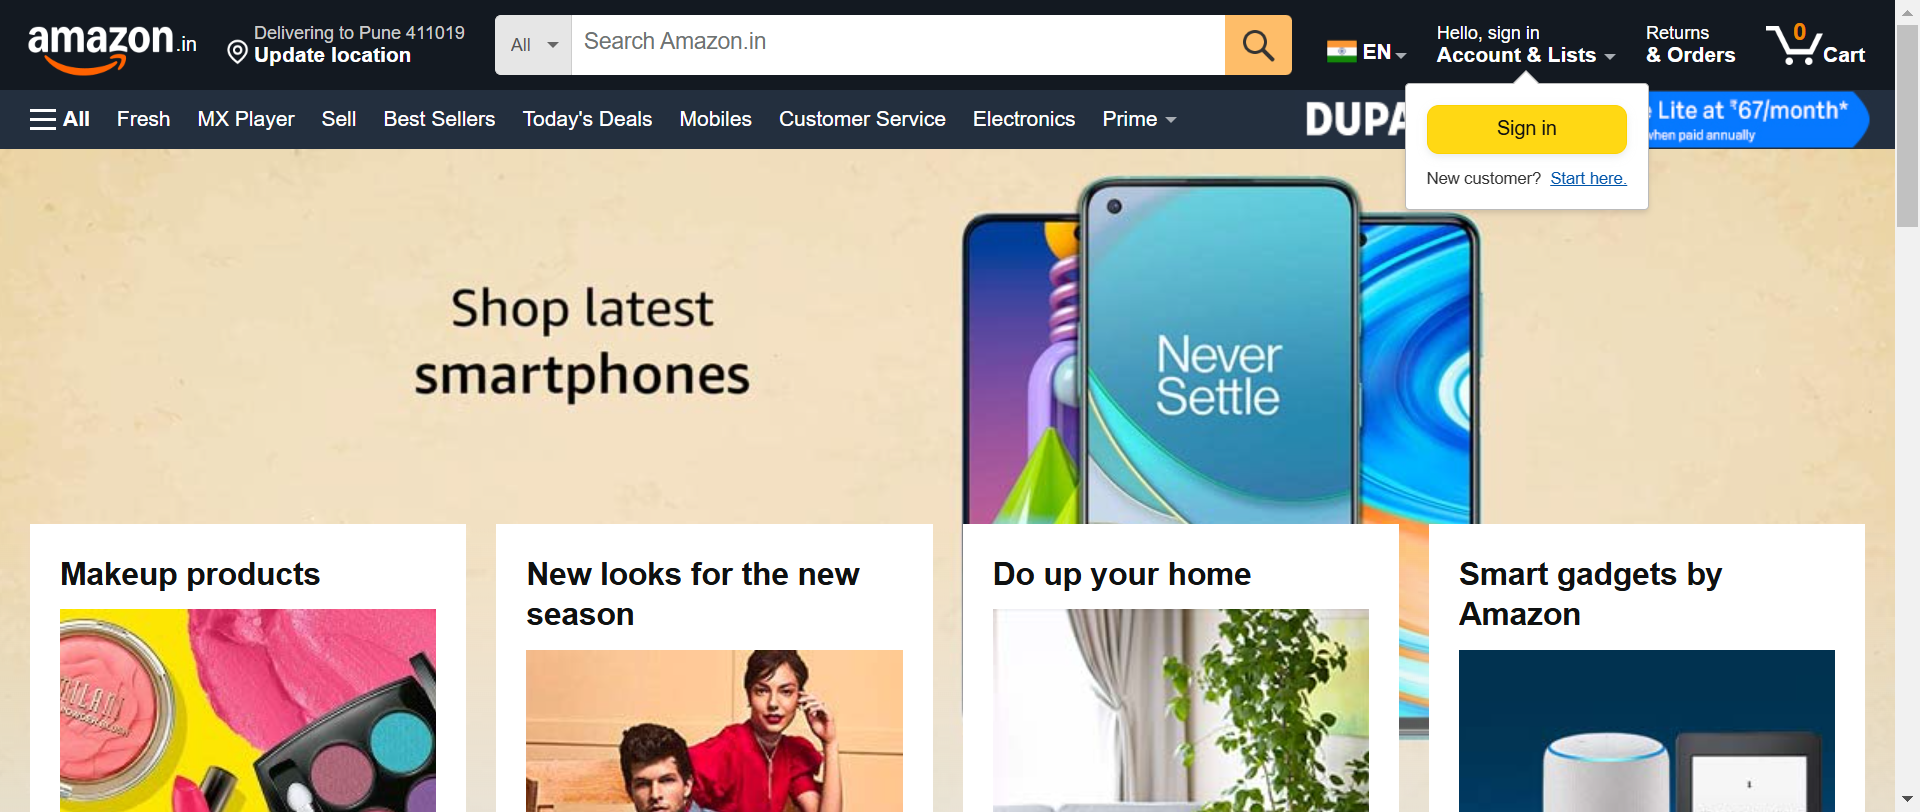 amazon.in
Delivering to Pune 411019
Update location
All
Search Amazon.in
EN
Hello, sign in
Account & Lists
Returns
& Orders
0
Cart
All
Fresh
MX Player
Sell
Best Sellers
Today's Deals
Mobiles
Customer Service
Electronics
Prime
Lite at ₹67/month*
when paid annually
Sign in
New customer? Start here.
Shop latest
smartphones
Never
Settle
Makeup products
New looks for the new
season
Do up your home
Smart gadgets by
Amazon
MILANI